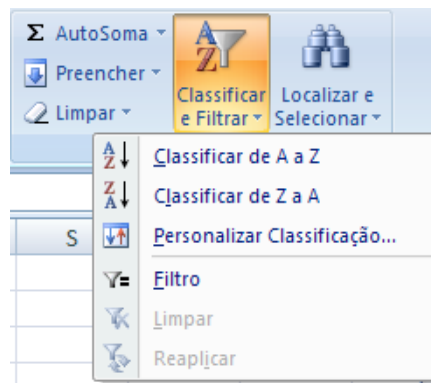 Σ AutoSoma
Preencher
Limpar
Classificar
e Filtrar
Localizar e
Selecionar
Classificar de A a Z
Classificar de Z a A
Personalizar Classificação...
Filtro
Limpar
Reaplicar
S